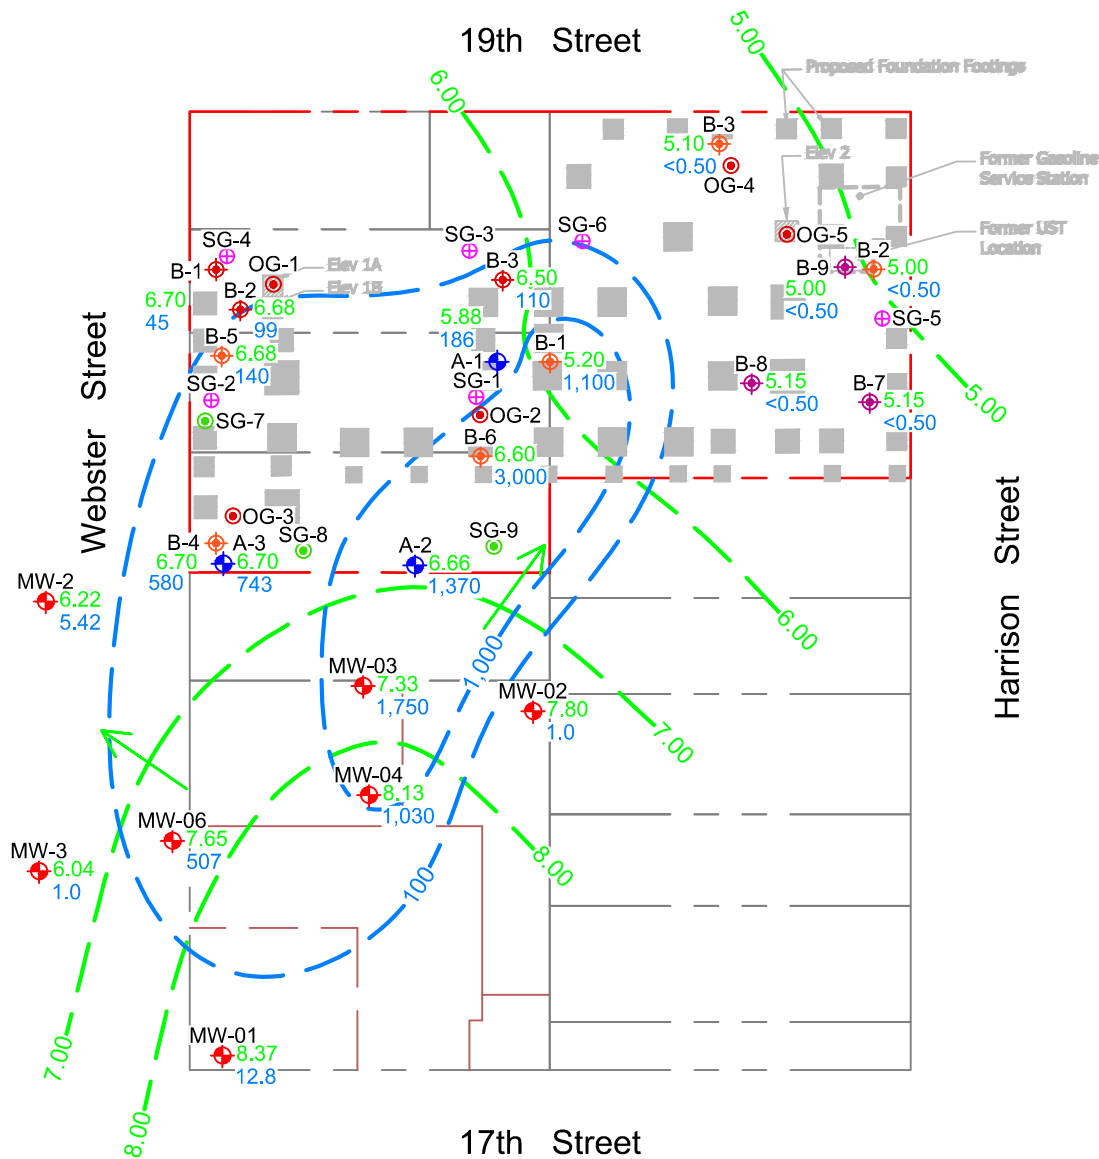 19th Street
5.00
6.00
Proposed Foundation Footings
B-3
5.10
<0.50
OG-4
Elev 2
Former Gasoline
Service Station
Former UST
Location
SG-4
SG-3
SG-6
OG-5
B-1
OG-1
Elev 1A
Elev 1B
B-3
6.50
110
B-9
5.00
<0.50
B-2
5.00
<0.50
6.70
45
B-2
6.68
99
5.88
186
SG-5
B-5
6.68
140
A-1
B-1
5.20
1,100
B-8
5.15
<0.50
B-7
5.15
<0.50
5.00
SG-2
SG-1
SG-7
OG-2
B-6
6.60
3,000
Webster Street
Harrison Street
OG-3
SG-8
SG-9
B-4
6.70
580
A-3
6.70
743
A-2
6.66
1,370
MW-2
6.22
5.42
6.00
MW-03
7.33
1,750
1,000
MW-02
7.80
1.0
7.00
MW-04
8.13
1,030
MW-06
7.65
507
MW-3
6.04
1.0
8.00
100
MW-01
8.37
12.8
7.00
8.00
17th Street